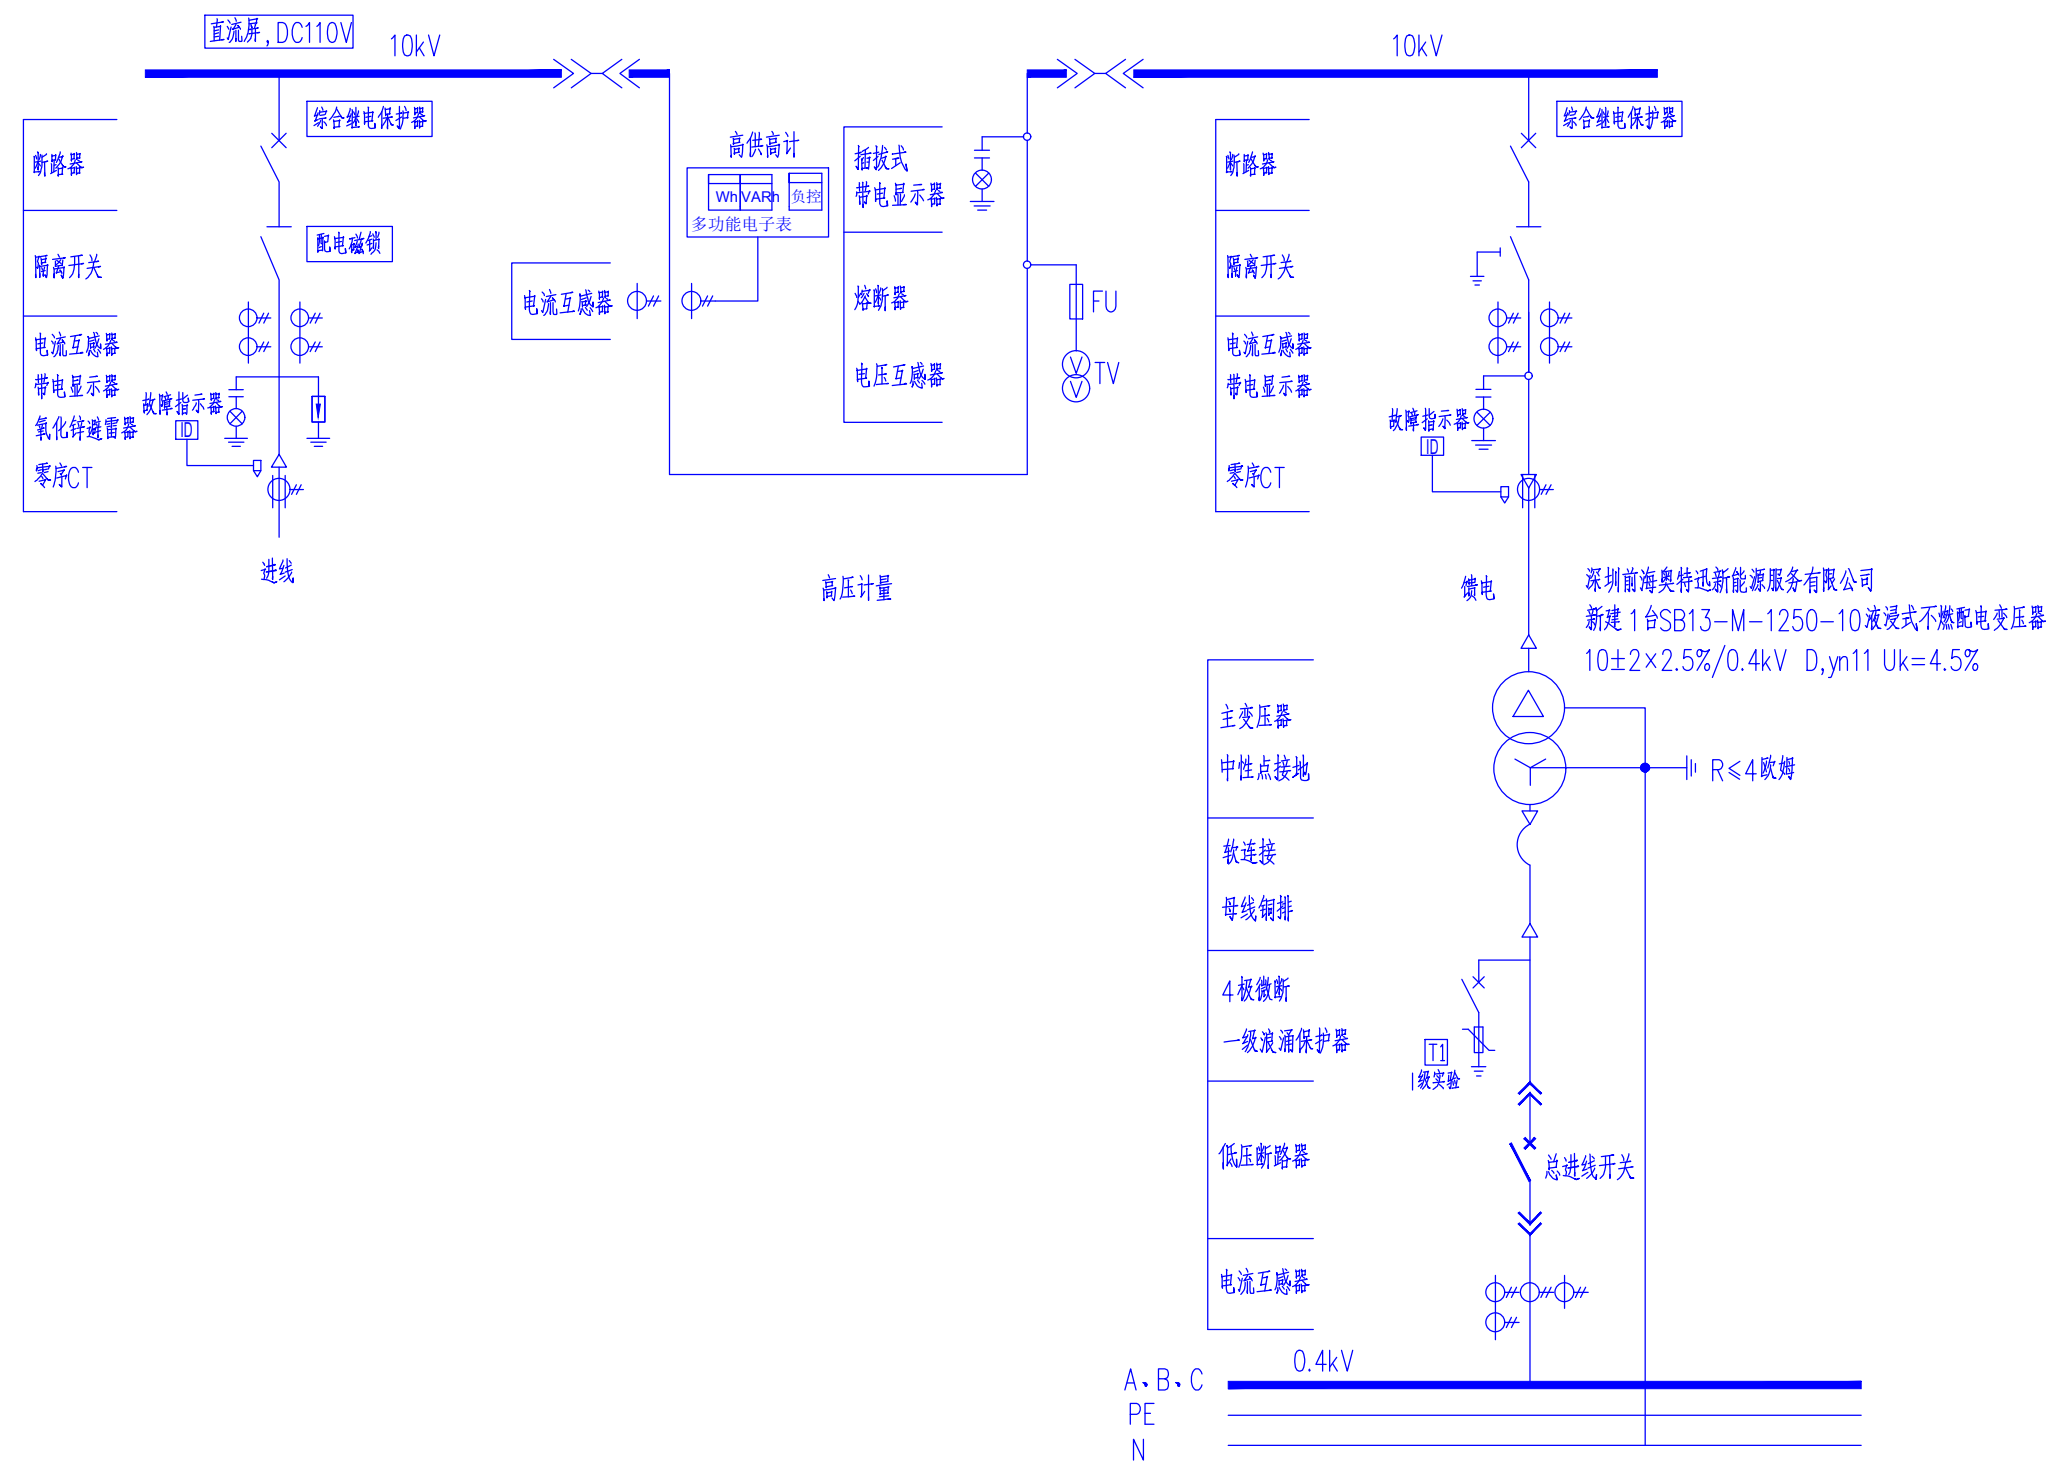 直流屏,DC110V
10kV
综合继电保护器
断路器
配电磁锁
隔离开关
电流互感器
带电显示器
故障指示器
ID
氧化锌避雷器
零序CT
进线
电流互感器
高供高计
Wh
VARh
负控
多功能电子表
插拔式
带电显示器
熔断器
FU
电压互感器
TV
高压计量
10kV
综合继电保护器
断路器
隔离开关
电流互感器
带电显示器
故障指示器
ID
零序CT
馈电
深圳前海奥特迅新能源服务有限公司
新建1台SB13-M-1250-10液浸式不燃配电变压器
10±2×2.5%/0.4kV D,yn11 Uk=4.5%
主变压器
中性点接地
R≤4欧姆
软连接
母线铜排
4极微断
一级浪涌保护器
T1
I级实验
低压断路器
总进线开关
电流互感器
0.4kV
A、B、C
PE
N